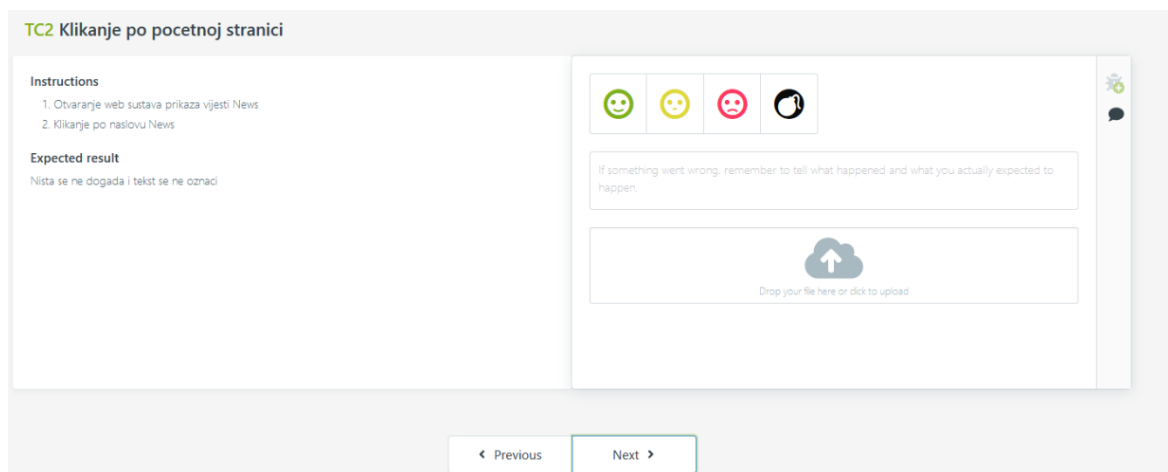 TC2 Klikanje po pocetnoj stranici
Instructions
1. Otvaranje web sustava prikaza vijesti News
2. Klikanje po naslovu News
Expected result
Nista se ne dogada i tekst se ne oznaci
If something went wrong, remember to tell what happened and what you actually expected to
happen.
Drop your file here or click to upload
Previous
Next